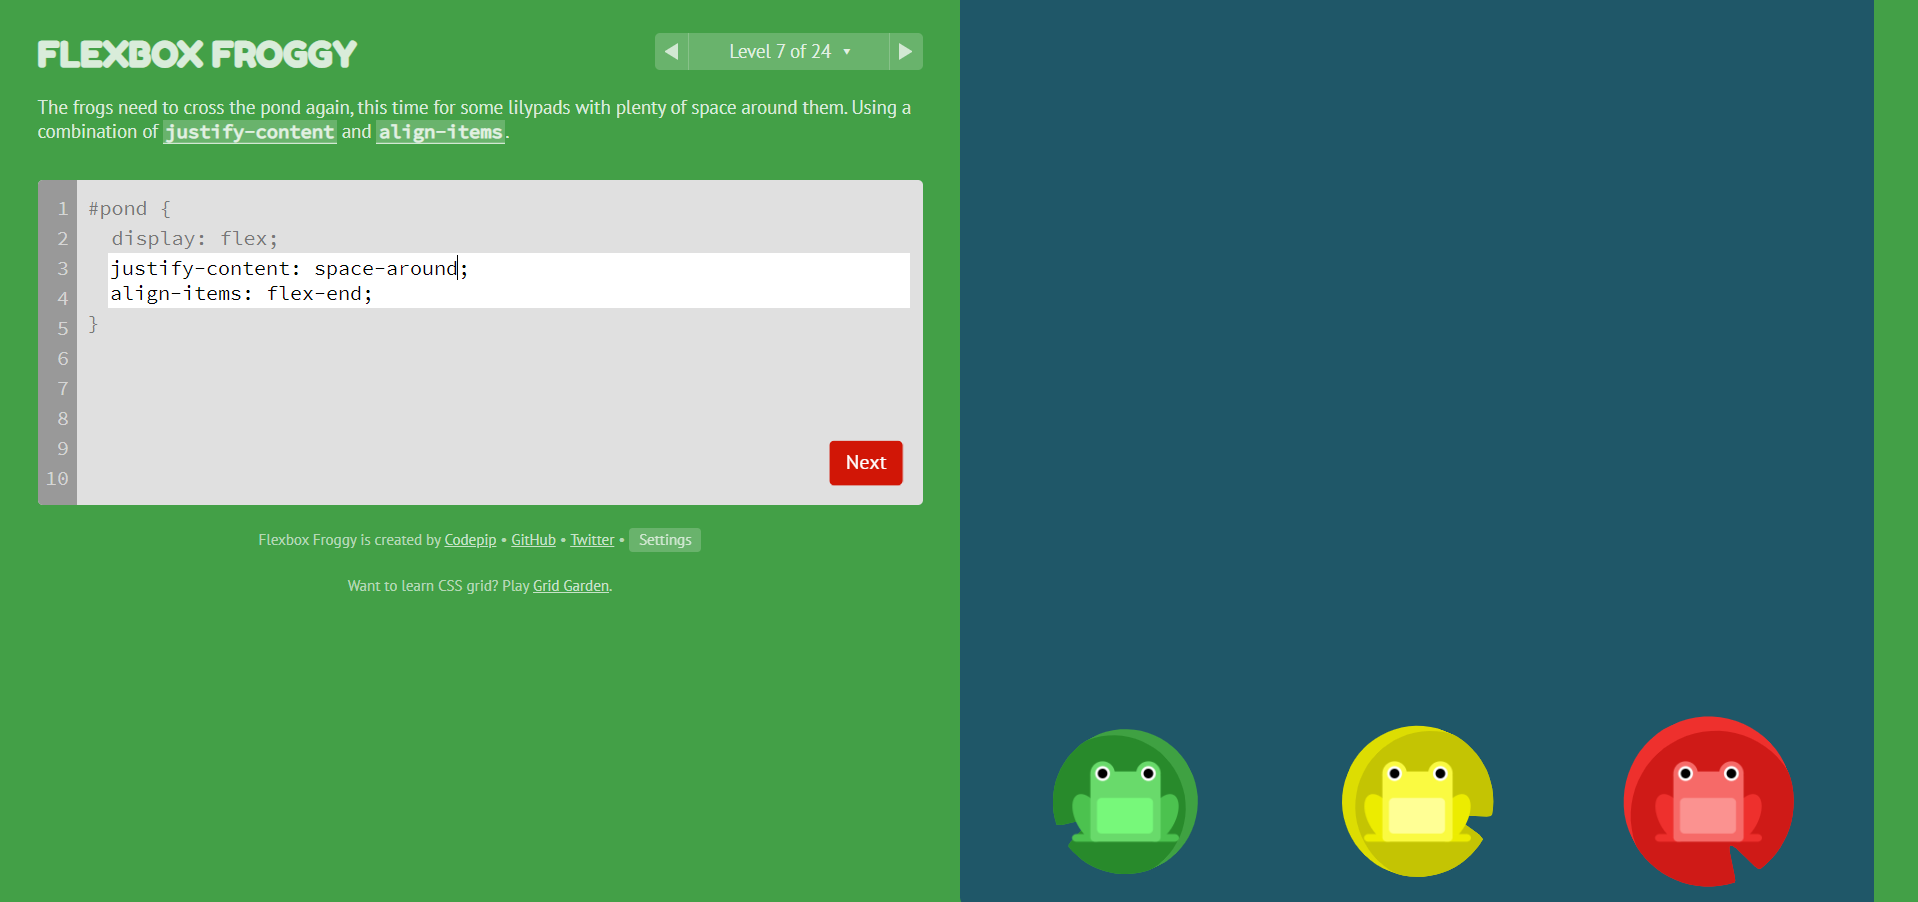 FLEXBOX FROGGY
Level 7 of 24
The frogs need to cross the pond again, this time for some lilypads with plenty of space around them. Using a
combination of justify-content and align-items.
1 #pond {
2 display: flex;
3 justify-content: space-around;
4 align-items: flex-end;
5 }
6
7
8
9
10
Next
Flexbox Froggy is created by Codepip • GitHub • Twitter • Settings
Want to learn CSS grid? Play Grid Garden.